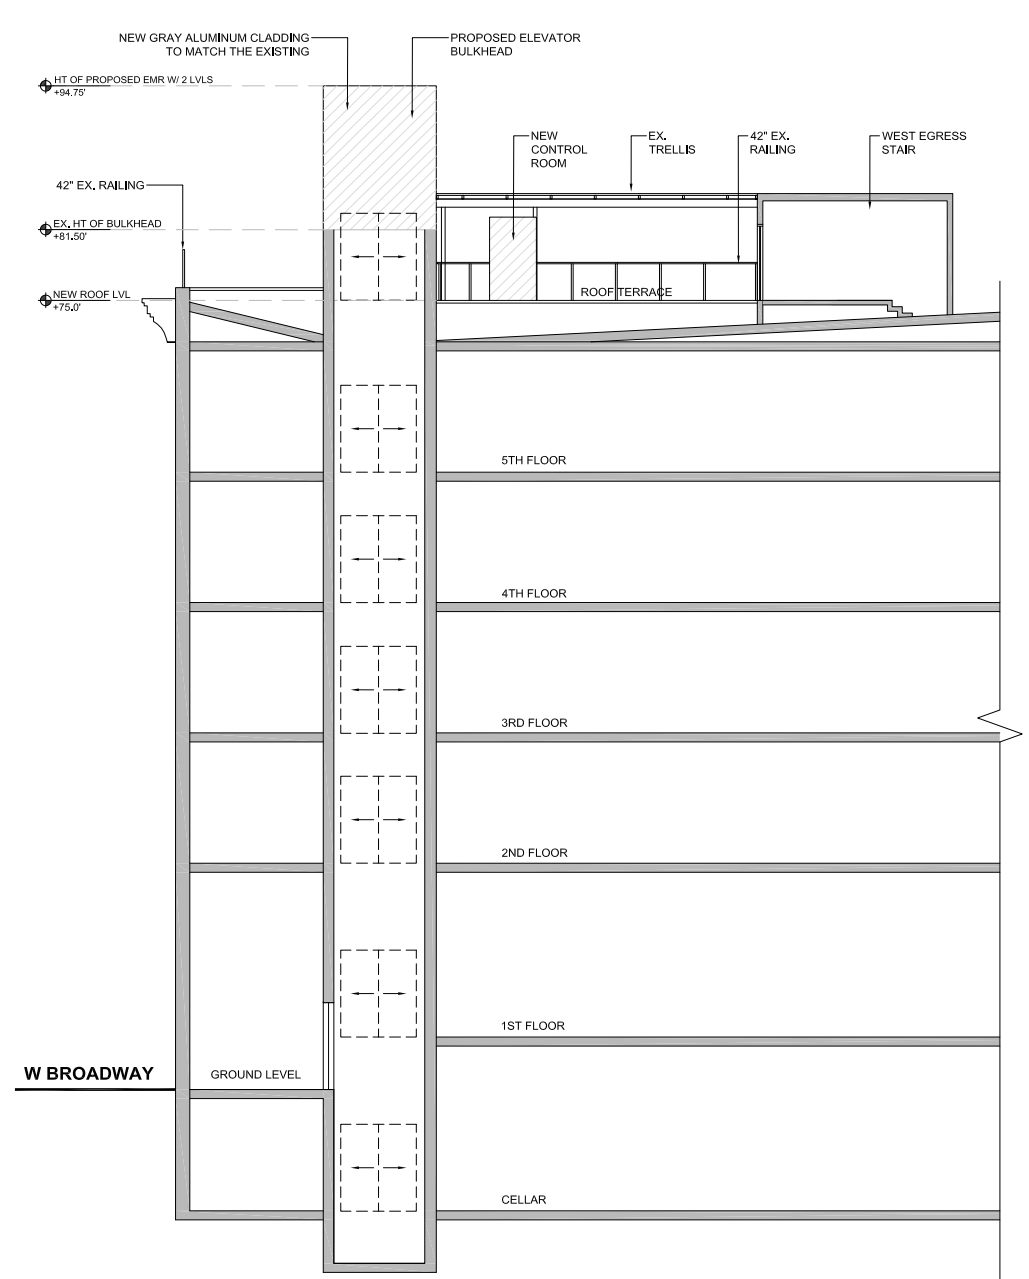 NEW GRAY ALUMINUM CLADDING
TO MATCH THE EXISTING
PROPOSED ELEVATOR
BULKHEAD
HT OF PROPOSED EMR W/ 2 LVLS
+94.75'
NEW
CONTROL
ROOM
EX.
TRELLIS
42" EX.
RAILING
WEST EGRESS
STAIR
42" EX. RAILING
EX. HT OF BULKHEAD
+81.50'
NEW ROOF LVL
+75.0'
ROOF TERRACE
5TH FLOOR
4TH FLOOR
3RD FLOOR
2ND FLOOR
1ST FLOOR
W BROADWAY
GROUND LEVEL
CELLAR